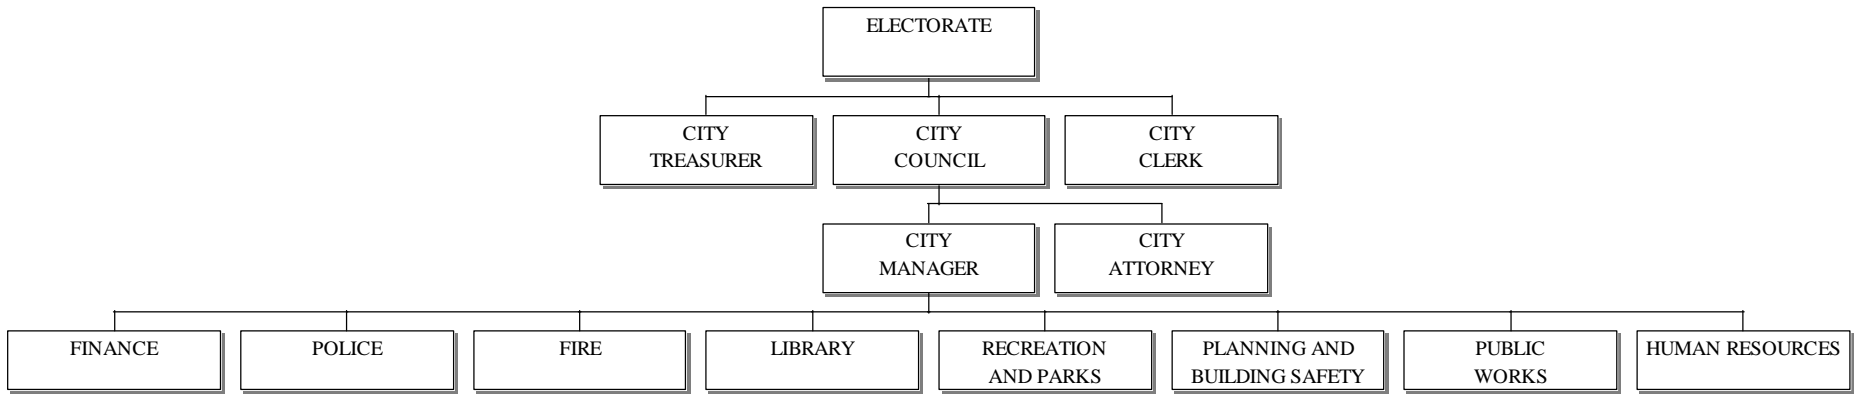 ELECTORATE
CITY
TREASURER
CITY
COUNCIL
CITY
CLERK
CITY
MANAGER
CITY
ATTORNEY
FINANCE
POLICE
FIRE
LIBRARY
RECREATION
AND PARKS
PLANNING AND
BUILDING SAFETY
PUBLIC
WORKS
HUMAN RESOURCES